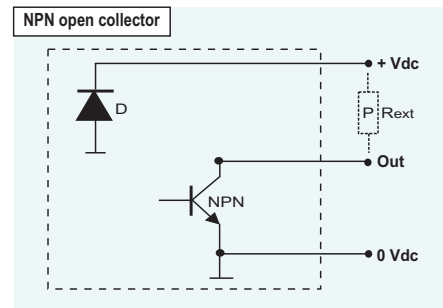 NPN open collector
+ Vdc
D
P Rext
Out
NPN
0 Vdc